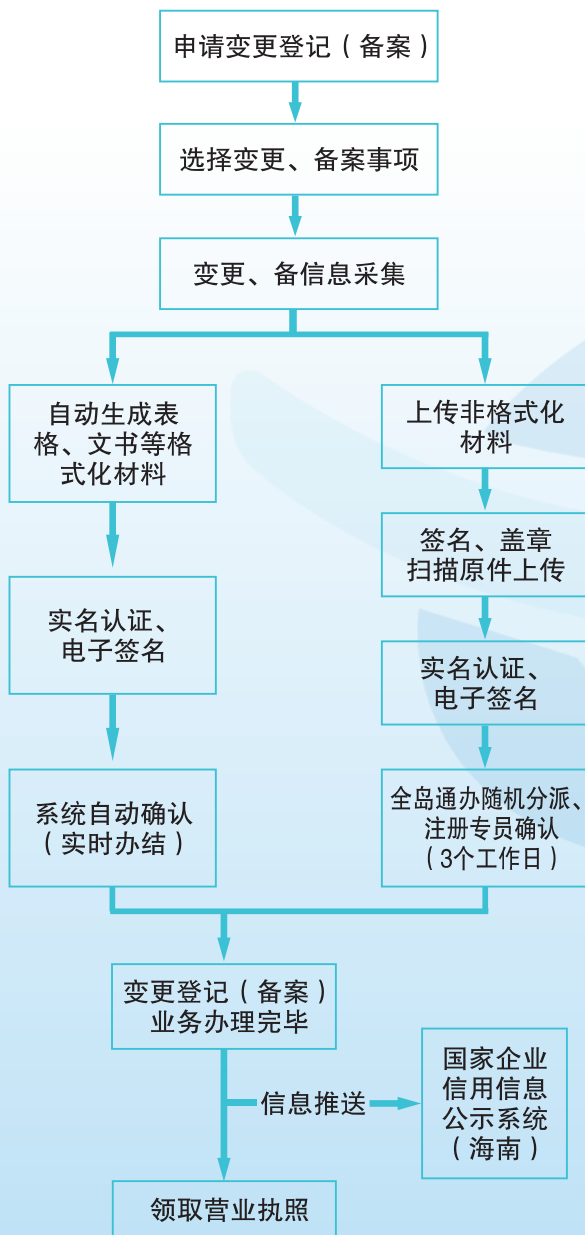 申请变更登记（备案）
选择变更、备案事项
变更、备信息采集
自动生成表
格、文书等格
式化材料
实名认证、
电子签名
系统自动确认
（实时办结）
上传非格式化
材料
签名、盖章
扫描原件上传
实名认证、
电子签名
全岛通办随机分派、
注册专员确认
（3个工作日）
变更登记（备案）
业务办理完毕
信息推送
国家企业
信用信息
公示系统
（海南）
领取营业执照